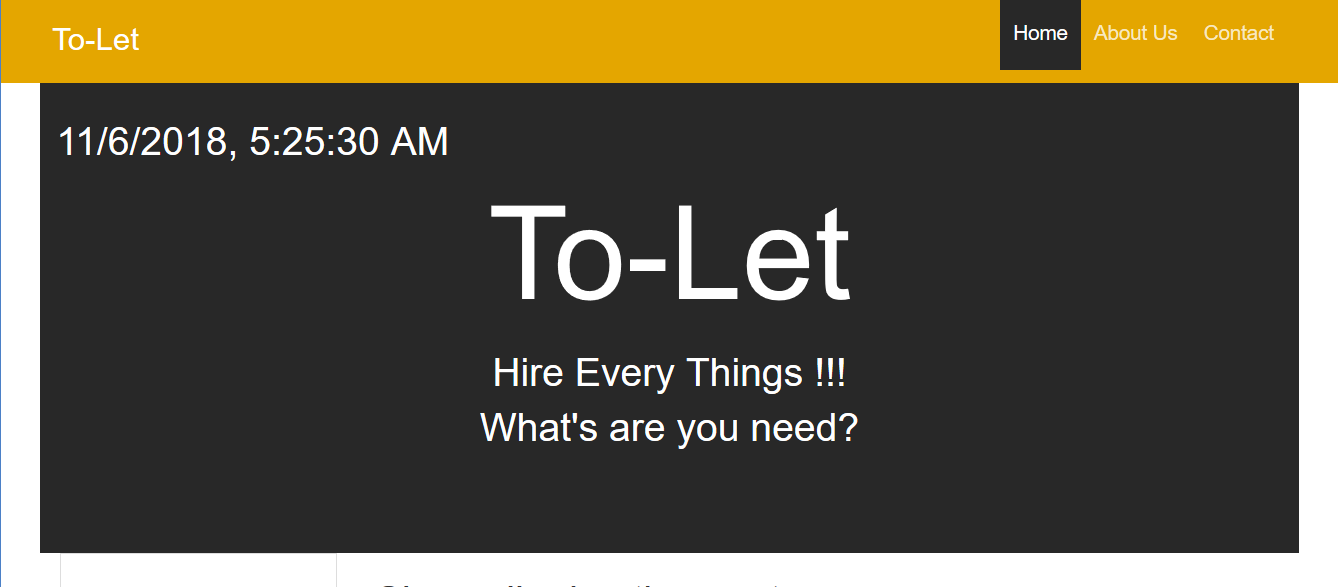 To-Let
Home About Us Contact
11/6/2018, 5:25:30 AM
To-Let
Hire Every Things !!!
What's are you need?